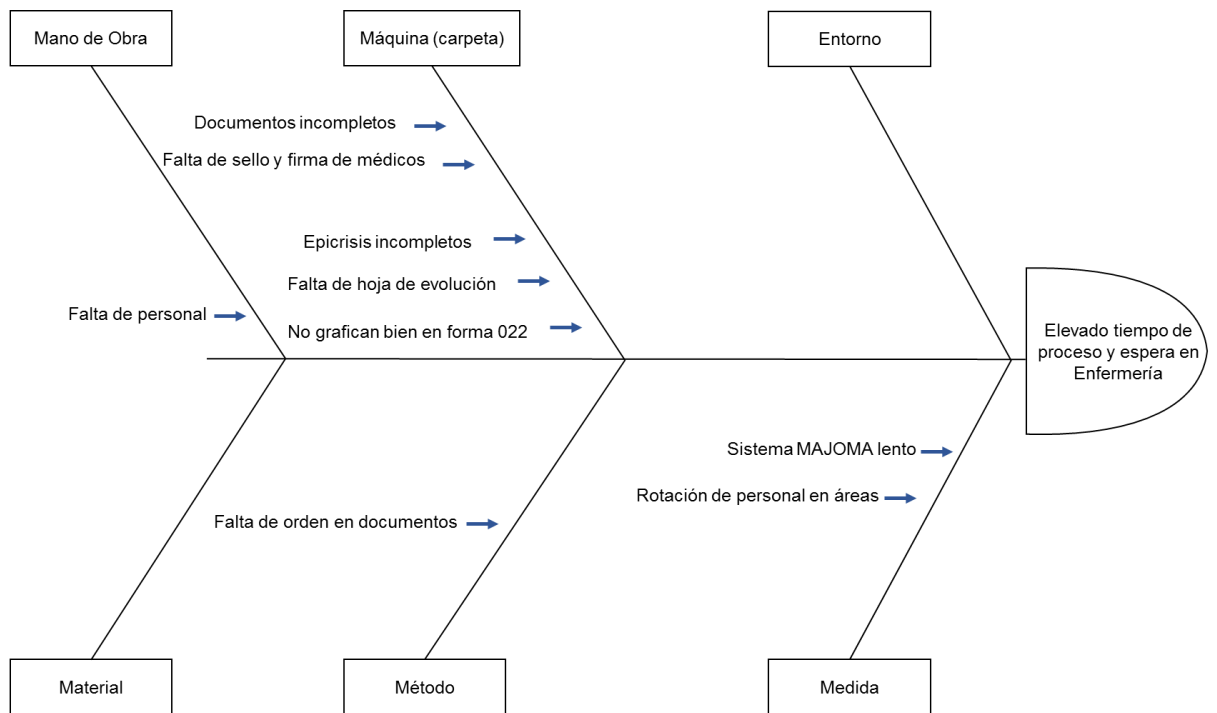 Mano de Obra
Máquina (carpeta)
Entorno
Documentos incompletos
Falta de sello y firma de médicos
Epicrisis incompletos
Falta de hoja de evolución
Falta de personal
No grafican bien en forma 022
Elevado tiempo de
proceso y espera en
Enfermería
Sistema MAJOMA lento
Rotación de personal en áreas
Falta de orden en documentos
Material
Método
Medida